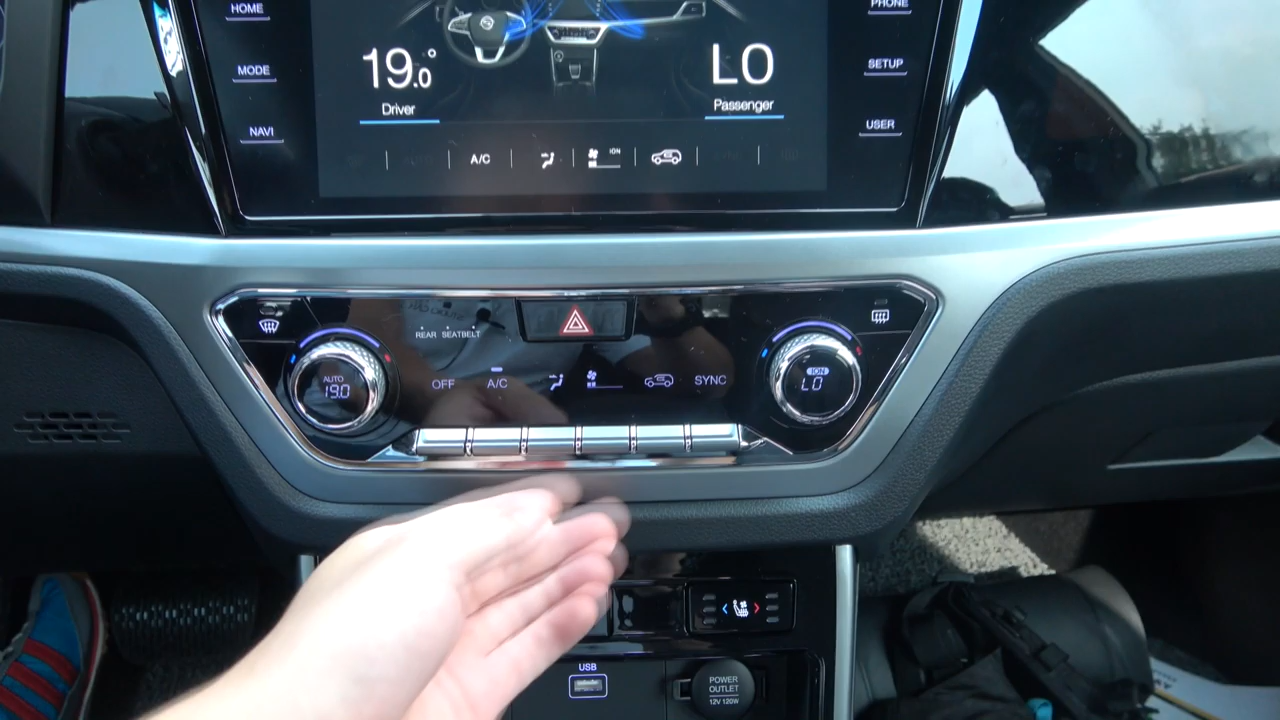 HOME
PHONE
MODE
SETUP
NAVI
USER
19.0°
LO
Driver
Passenger
A/C
ION
REAR SEATBELT
AUTO
19.0
OFF
A/C
SYNC
ION
LO
USB
POWER
OUTLET
12V 120W